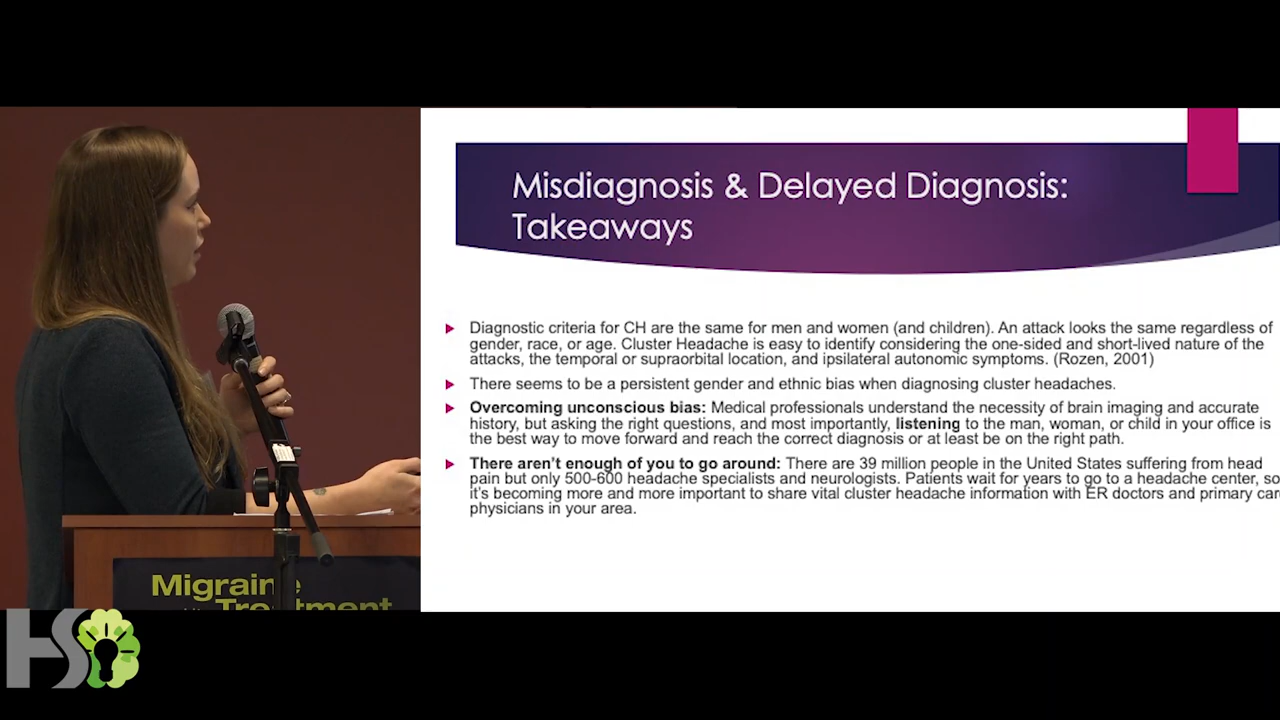 Misdiagnosis & Delayed Diagnosis:
Takeaways
Diagnostic criteria for CH are the same for men and women (and children). An attack looks the same regardless of
gender, race, or age. Cluster Headache is easy to identify considering the one-sided and short-lived nature of the
attacks, the temporal or supraorbital location, and ipsilateral autonomic symptoms. (Rozen, 2001)
There seems to be a persistent gender and ethnic bias when diagnosing cluster headaches.
Overcoming unconscious bias: Medical professionals understand the necessity of brain imaging and accurate
history, but asking the right questions, and most importantly, listening to the man, woman, or child in your office is
the best way to move forward and reach the correct diagnosis or at least be on the right path.
There aren't enough of you to go around: There are 39 million people in the United States suffering from head
pain but only 500-600 headache specialists and neurologists. Patients wait for years to go to a headache center, so
it's becoming more and more important to share vital cluster headache information with ER doctors and primary car
physicians in your area.
Migraine
Treatment
HS